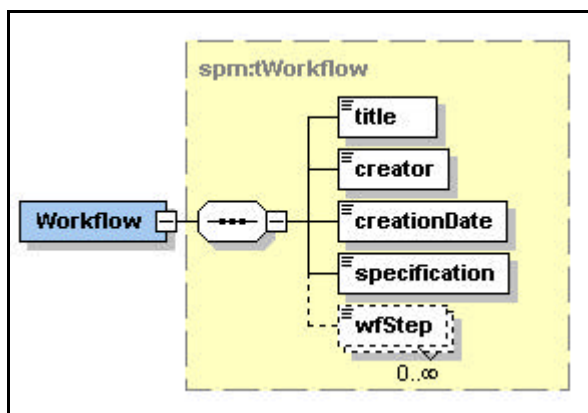 spm:tWorkflow
title
creator
Workflow
creationDate
specification
wfStep
0..∞